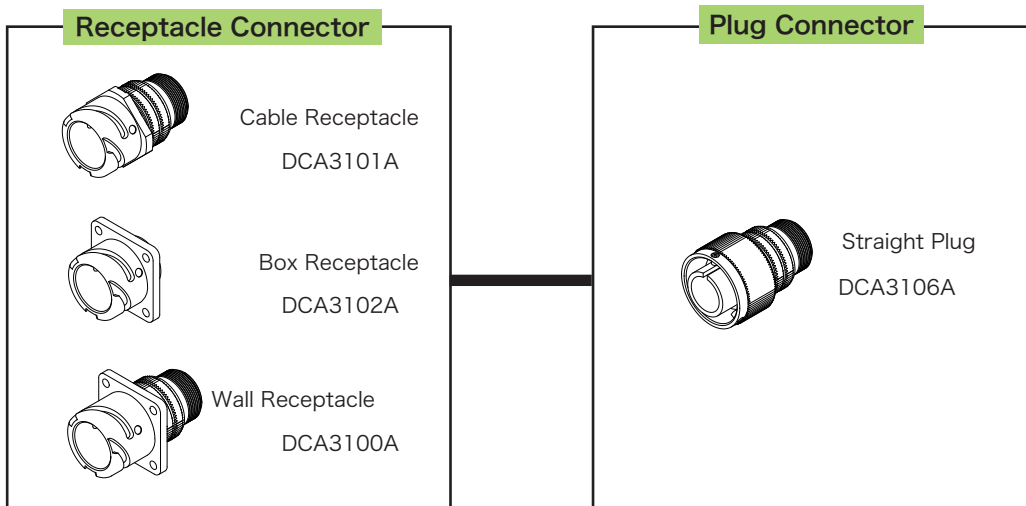 Receptacle Connector
Cable Receptacle
DCA3101A
Box Receptacle
DCA3102A
Wall Receptacle
DCA3100A
Plug Connector
Straight Plug
DCA3106A